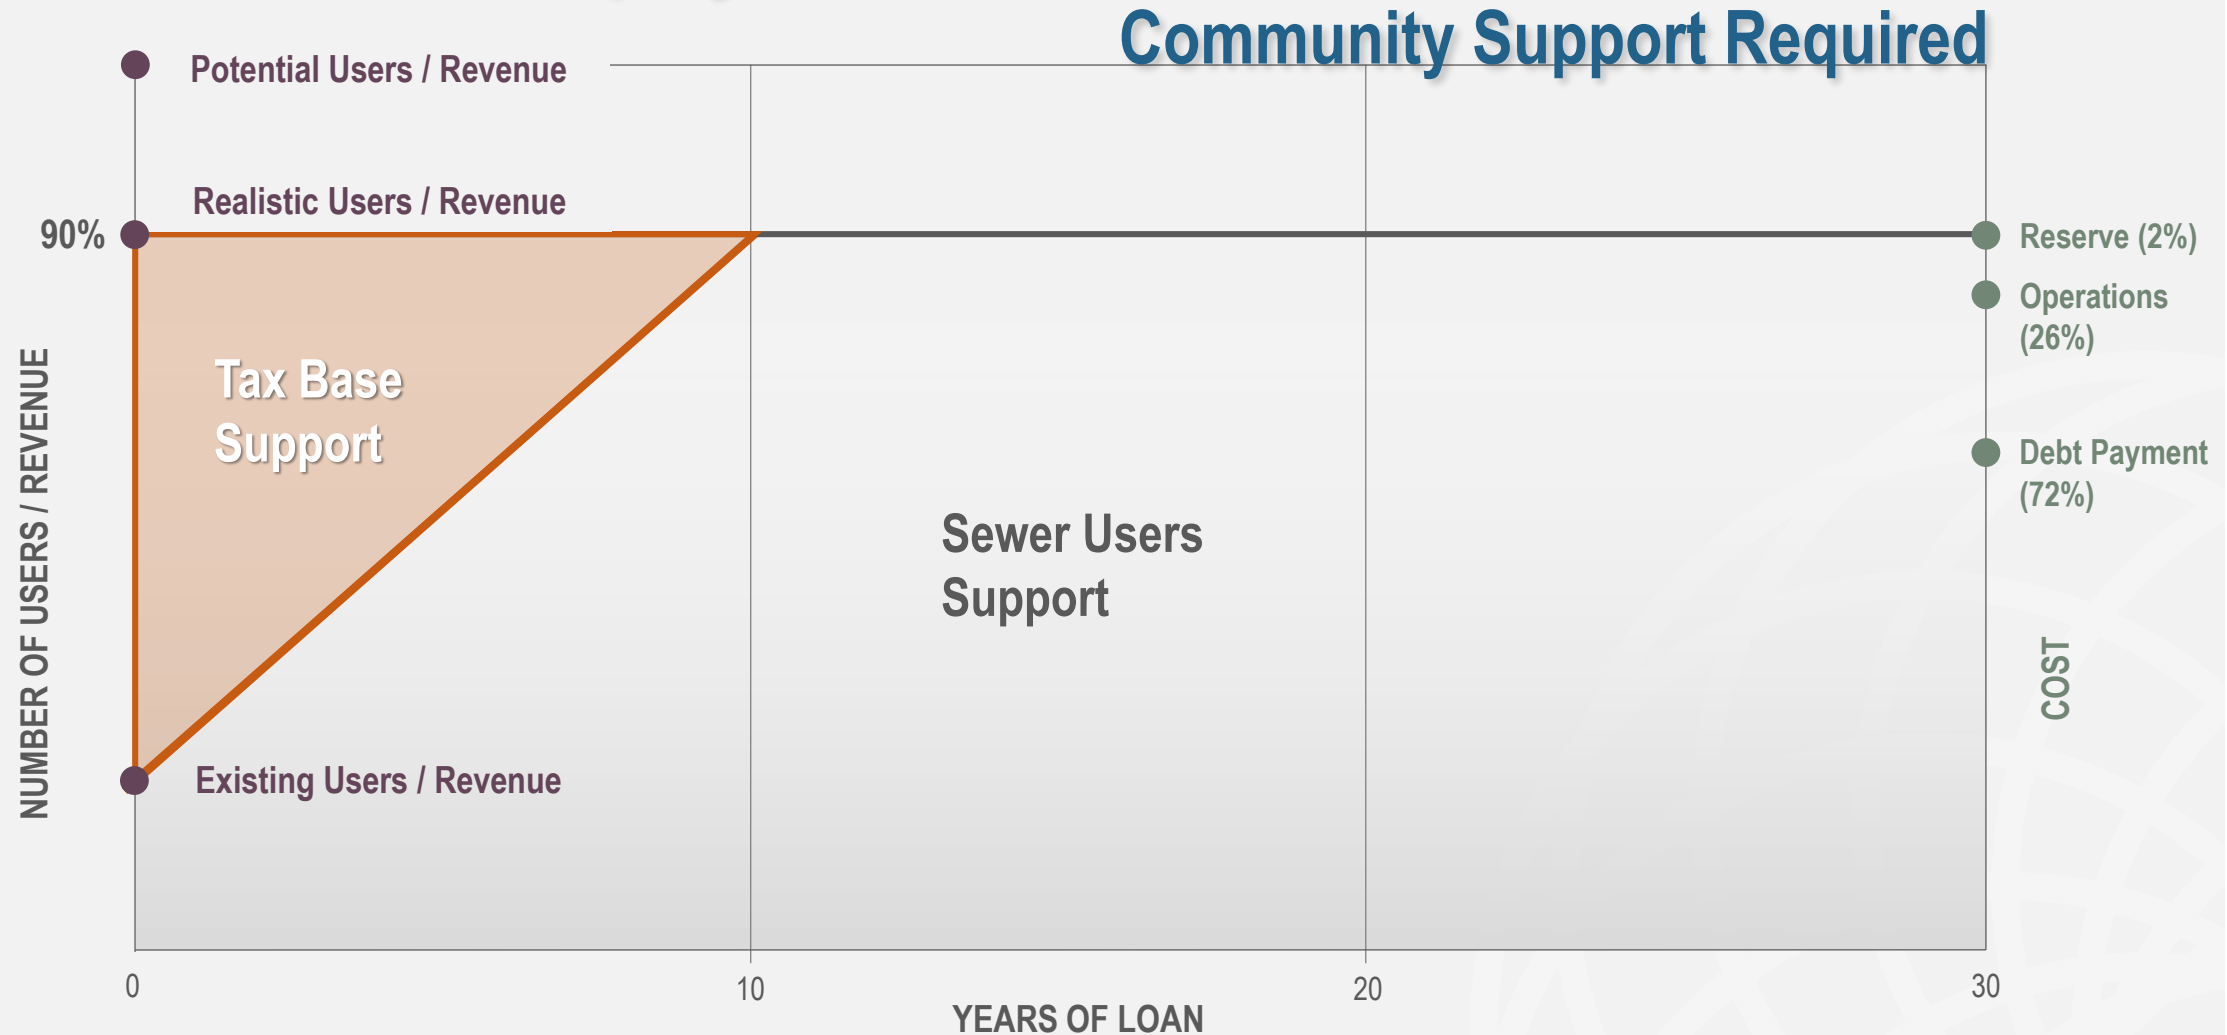 Community Support Required
Potential Users / Revenue
Realistic Users / Revenue
90%
Reserve (2%)
Operations
(26%)
Tax Base
Support
Debt Payment
(72%)
Sewer Users
Support
NUMBER OF USERS / REVENUE
COST
Existing Users / Revenue
0
10
20
30
YEARS OF LOAN